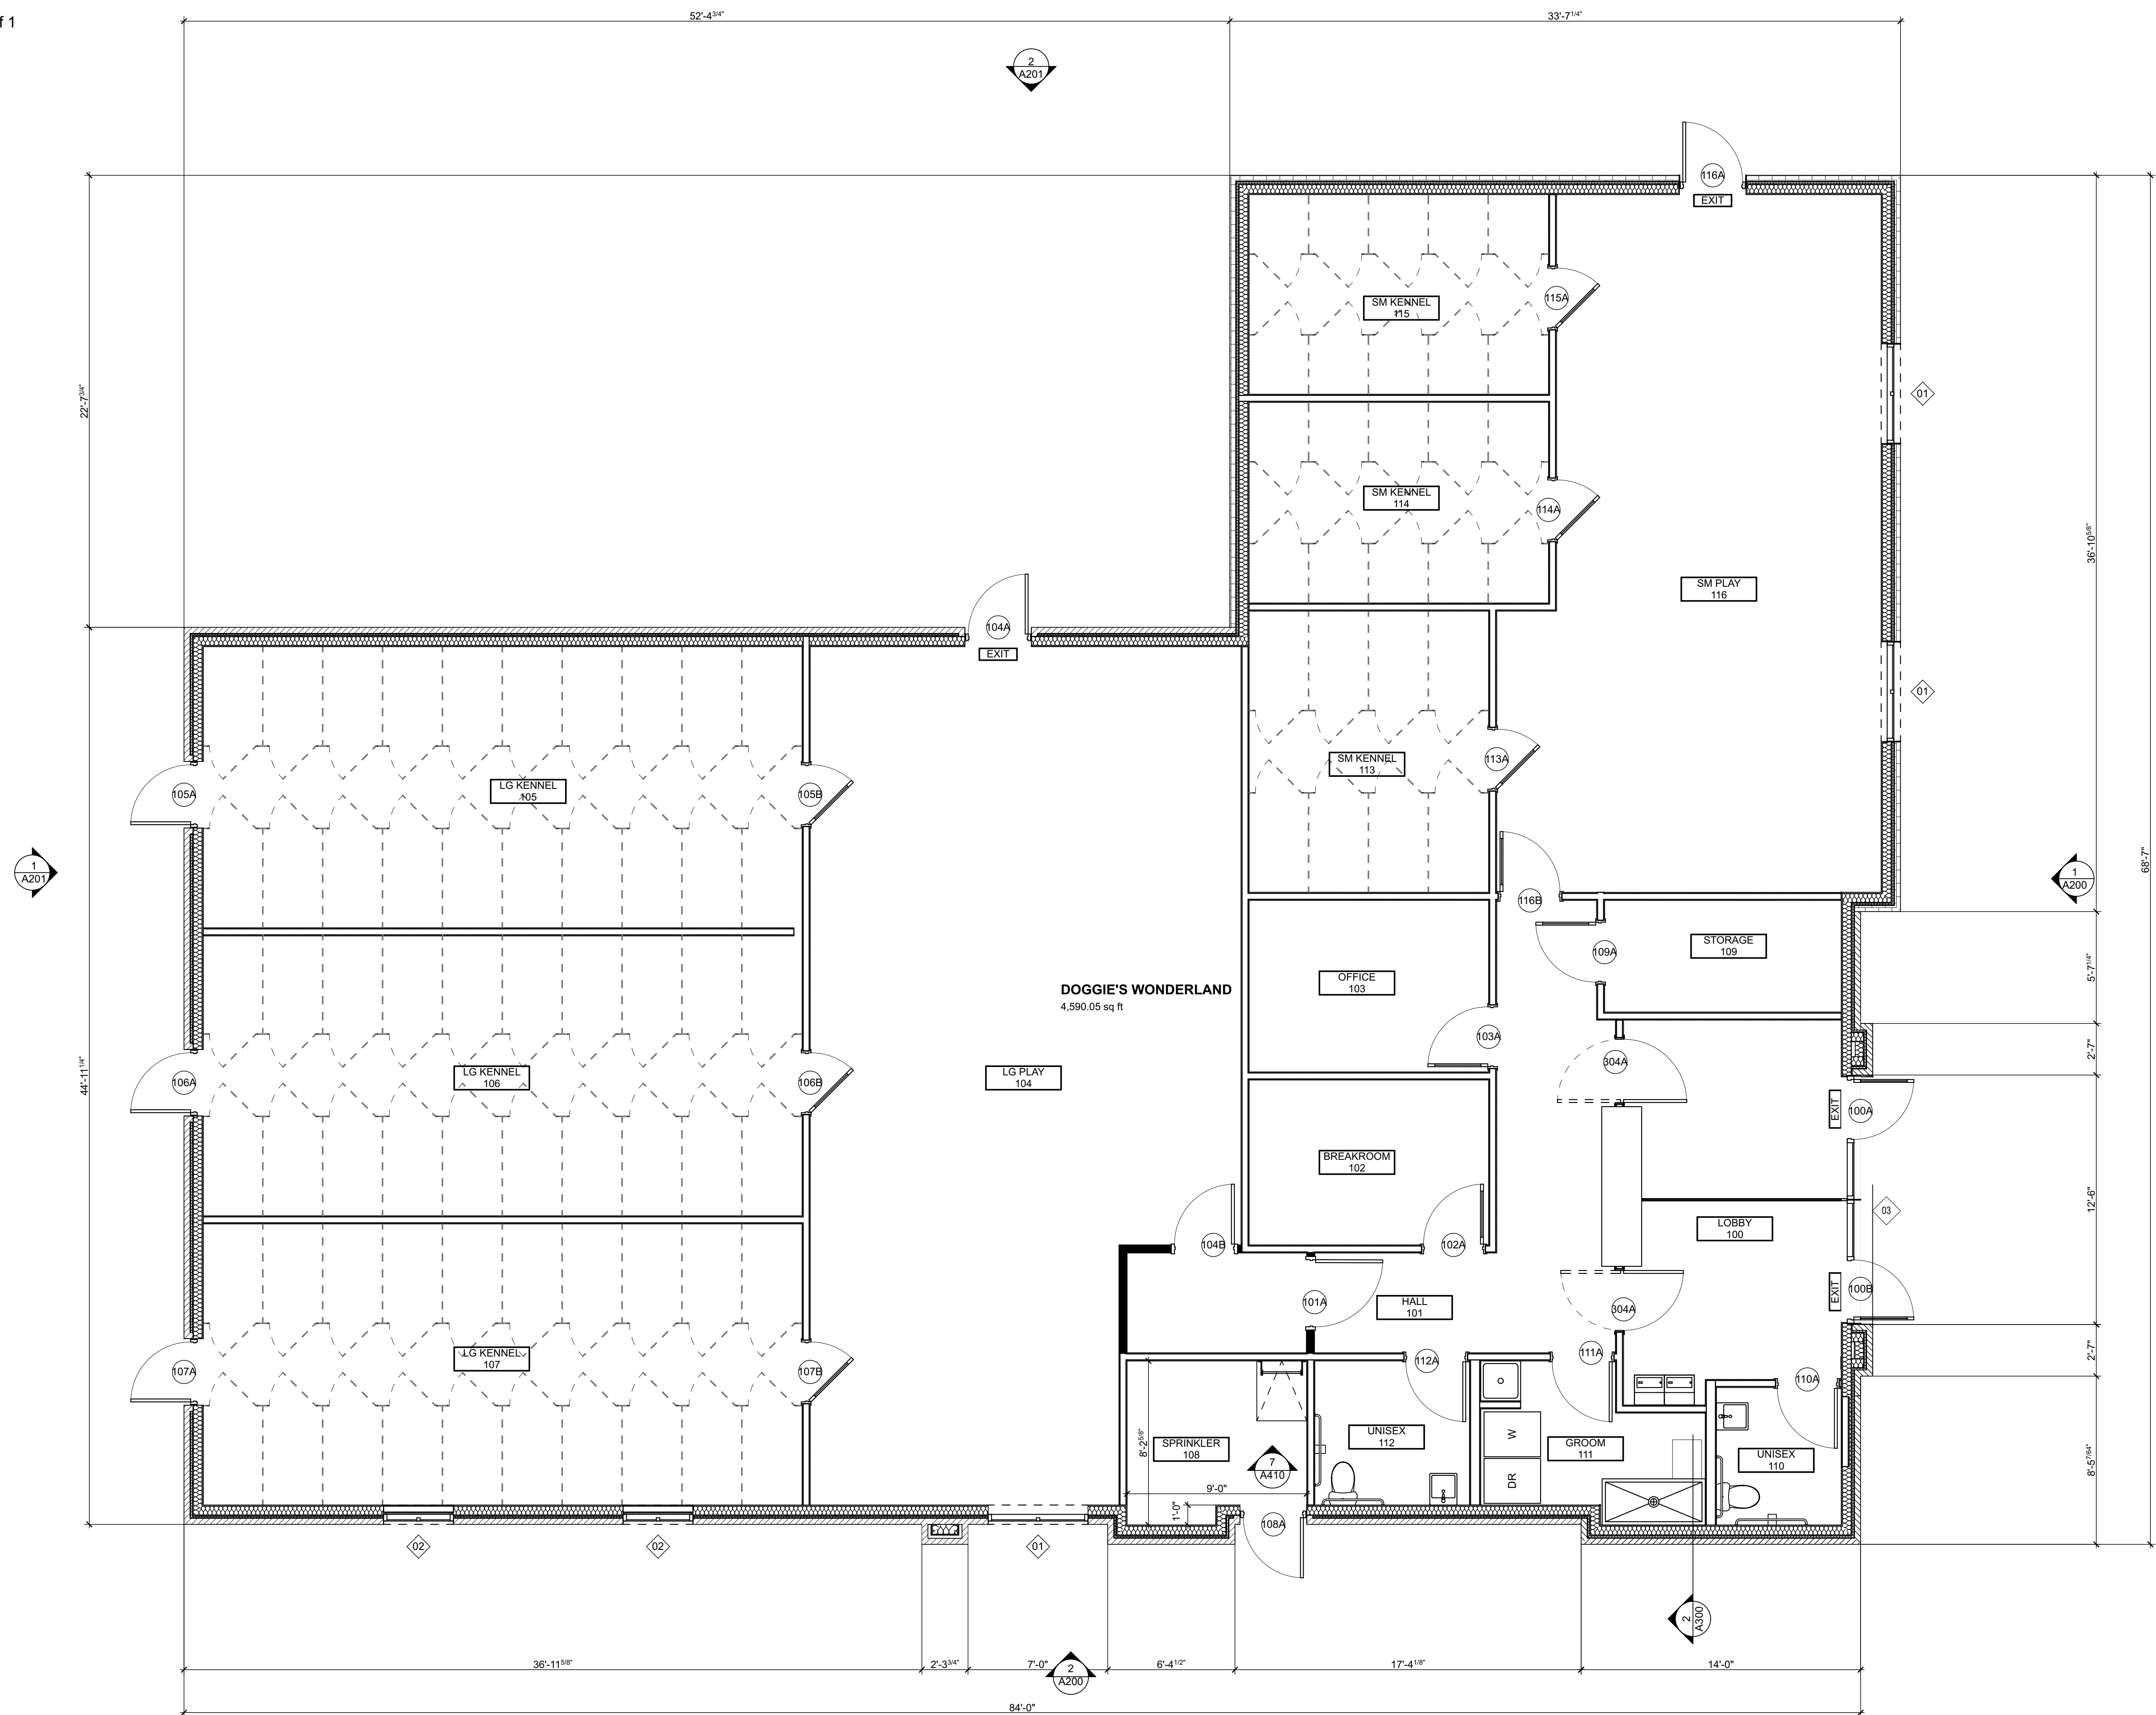 f 1
52'-4 3/4"
33'-7 1/4"
2
A201
116A
EXIT
115A
SM KENNEL
115
22'-7 3/4"
01
SM KENNEL
114
114A
36'-10 5/8"
SM PLAY
116
104A
EXIT
01
SM KENNEL
113
113A
105A
LG KENNEL
105
105B
1
A201
68'-7"
1
A200
116B
STORAGE
109
109A
OFFICE
103
5'-7 1/4"
DOGGIE'S WONDERLAND
4,590.05 sq ft
103A
2'-7"
304A
44'-11 1/4"
106A
LG KENNEL
106
106B
LG PLAY
104
EXIT
100A
BREAKROOM
102
12'-6"
03
LOBBY
100
104B
102A
EXIT
100B
101A
HALL
101
304A
2'-7"
107A
LG KENNEL
107
107B
112A
111A
110A
8'-2 5/8"
SPRINKLER
108
UNISEX
112
W
GROOM
111
UNISEX
110
8'-5 7/64"
7
A410
DR
9'-0"
1'-0"
108A
02
02
01
2
A300
36'-11 5/8"
2'-3 3/4"
7'-0"
2
A200
6'-4 1/2"
17'-4 1/8"
14'-0"
84'-0"